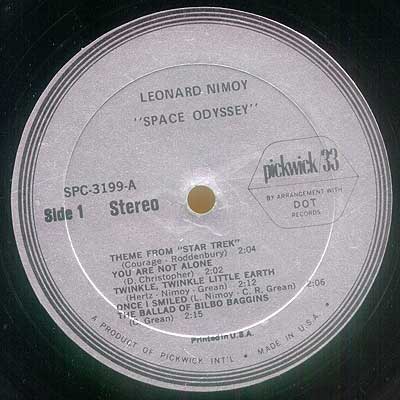 LEONARD NIMOY
"SPACE ODYSSEY"
pickwick/33
BY ARRANGEMENT WITH
DOT
RECORDS
SPC-3199-A
Side 1 Stereo
THEME FROM "STAR TREK"
(Courage - Roddenbury) 2:04
YOU ARE NOT ALONE
(D. Christopher) 2:02
TWINKLE, TWINKLE LITTLE EARTH
(Hertz - Nimoy - Grean) 2:12
ONCE I SMILED (L. Nimoy - C. R. Grean) 2:06
THE BALLAD OF BILBO BAGGINS
(C. Grean) 2:15
Printed in U.S.A.
A PRODUCT OF PICKWICK INT'L • MADE IN U.S.A. •